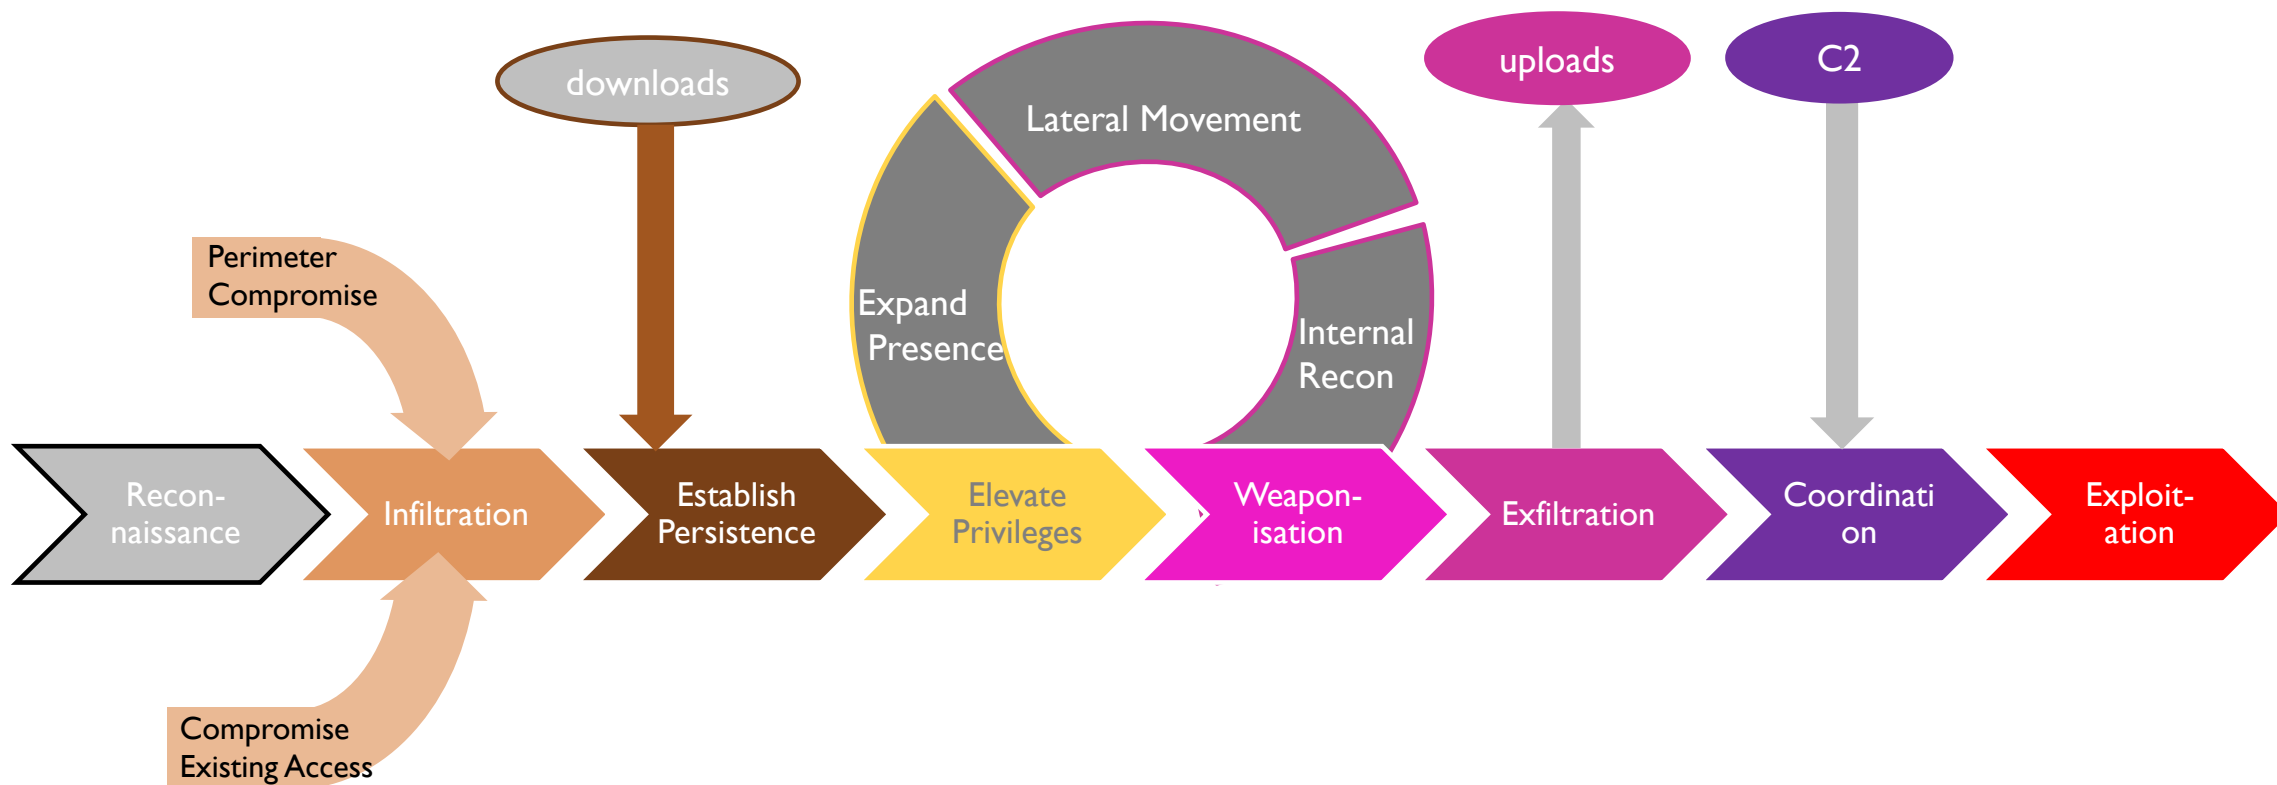 downloads
Lateral Movement
uploads
C2
Perimeter
Compromise
Expand
Presence
Internal
Recon
Recon-
naissance
Infiltration
Establish
Persistence
Elevate
Privileges
Weapon-
isation
Exfiltration
Coordinati
on
Exploit-
ation
Compromise
Existing Access